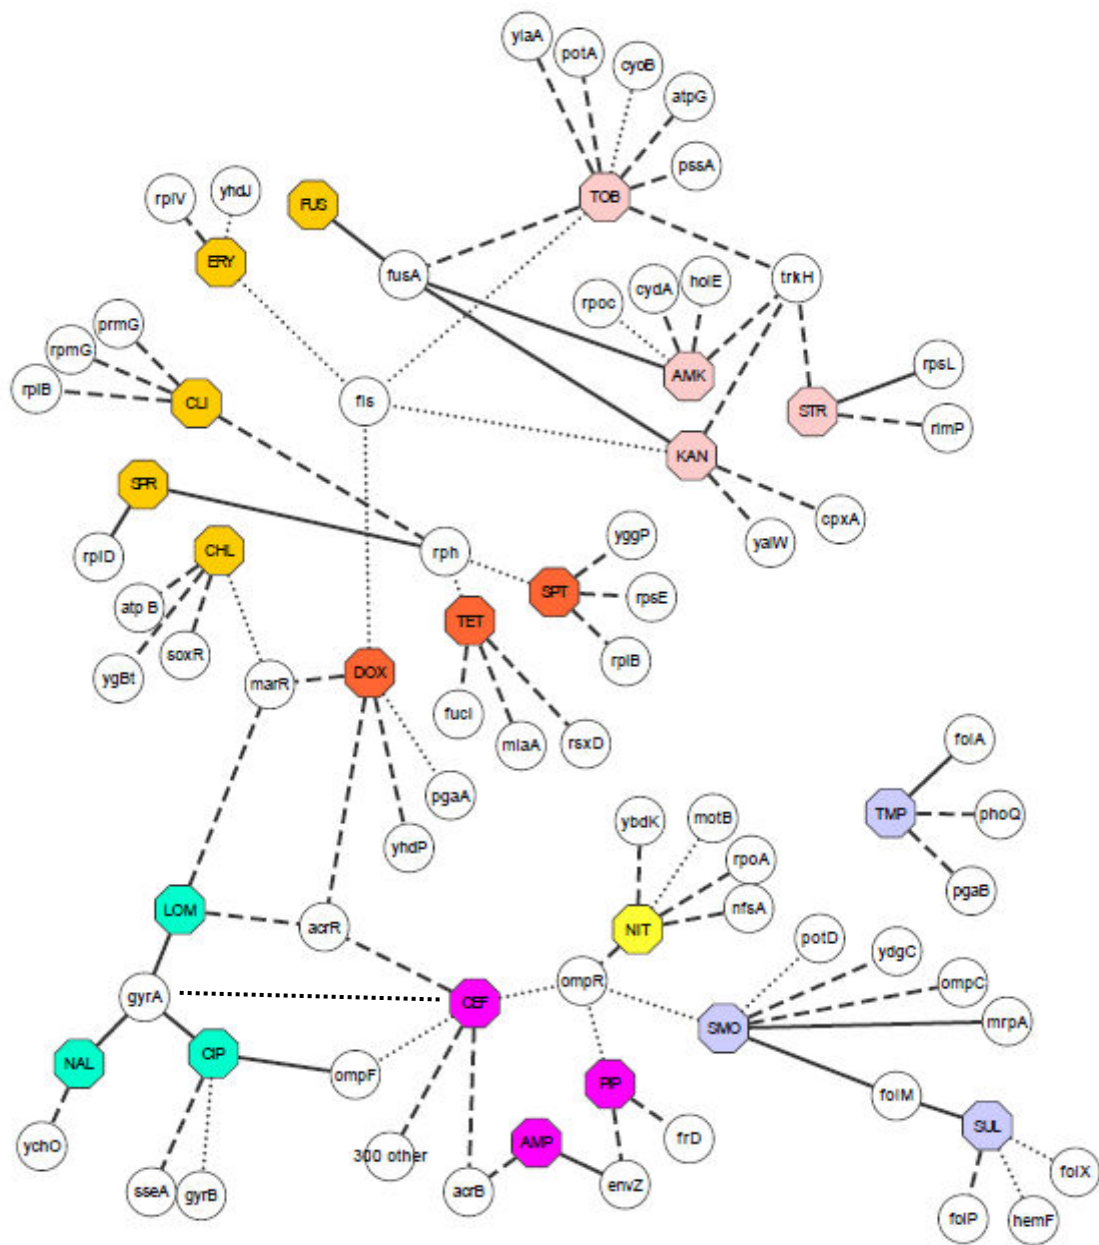 ylaA
potA
cyoB
atpG
pssA
TOB
rplV
yhdJ
FUS
ERY
fusA
trkH
rpoc
cydA
holE
prmG
rpmG
rplB
CLI
fis
AMK
STR
rpsL
rimP
KAN
SPR
cpxA
yaiW
rplD
CHL
rph
yggP
SPT
rpsE
atp B
soxR
TET
rplB
ygBt
marR
DOX
fucI
mlaA
rsxD
pgaA
yhdP
folA
TMP
phoQ
pgaB
ybdK
motB
rpoA
nfsA
NIT
LOM
acrR
potD
ydgC
ompC
mrpA
gyrA
CEF
ompR
SMO
NAL
CIP
ompF
PIP
folM
SUL
ychO
300 other
AMP
frD
folX
sseA
gyrB
acrB
envZ
folP
hemF